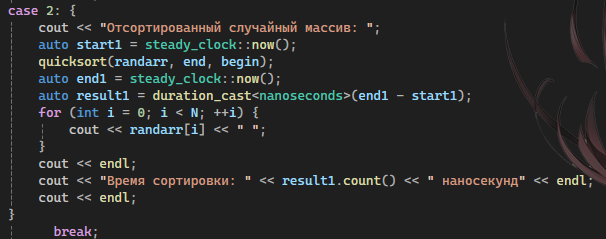 case 2: {
cout << "Отсортированный случайный массив: ";
auto start1 = steady_clock::now();
quicksort(randarr, end, begin);
auto end1 = steady_clock::now();
auto result1 = duration_cast<nanoseconds>(end1 - start1);
for (int i = 0; i < N; ++i) {
cout << randarr[i] << " ";
}
cout << endl;
cout << "Время сортировки: " << result1.count() << " наносекунд" << endl;
cout << endl;
}
break;